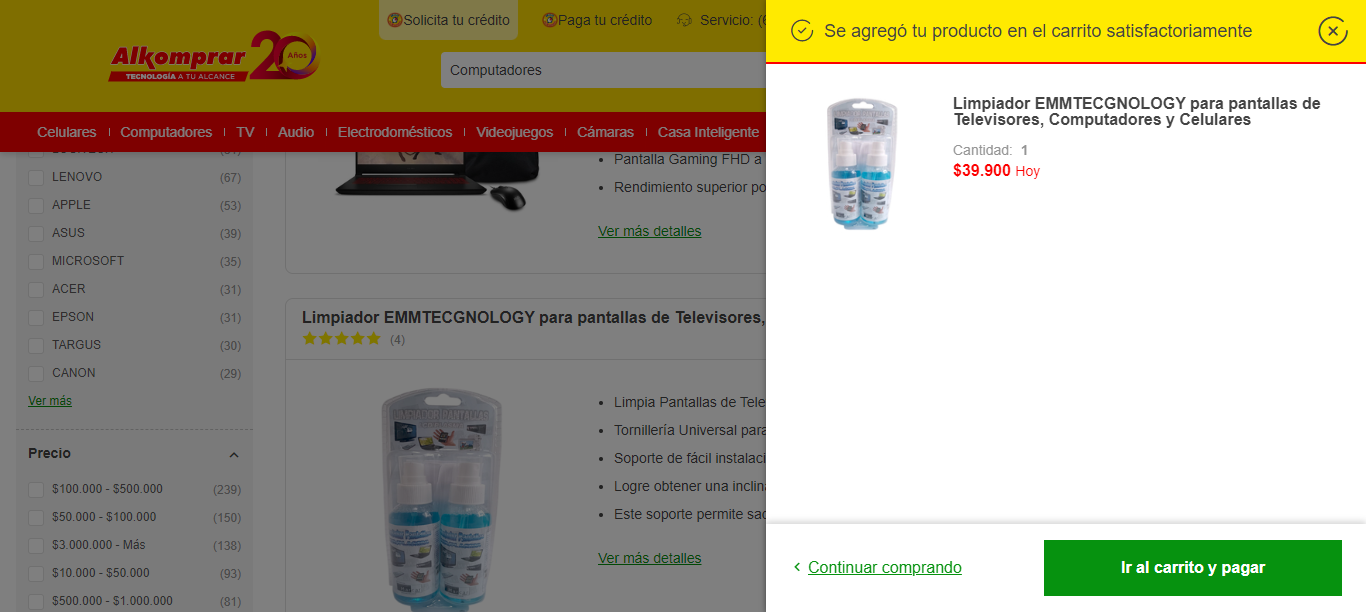 Solicita tu crédito
Paga tu crédito
Servicio: (6
Alkomprar 20 Años
TECNOLOGÍA A TU ALCANCE
Computadores
Celulares
Computadores
TV
Audio
Electrodomésticos
Videojuegos
Cámaras
Casa Inteligente
LENOVO (67)
APPLE (53)
ASUS (39)
MICROSOFT (35)
ACER (31)
EPSON (31)
TARGUS (30)
CANON (29)
Ver más
Precio
$100.000 - $500.000 (239)
$50.000 - $100.000 (150)
$3.000.000 - Más (138)
$10.000 - $50.000 (93)
$500.000 - $1.000.000 (81)
Pantalla Gaming FHD a
Rendimiento superior po
Ver más detalles
Limpiador EMMTECGNOLOGY para pantallas de Televisores,
(4)
LIMPIADOR PANTALLAS
Limpia Pantallas de Tele
Tornillería Universal para
Soporte de fácil instalaci
Logre obtener una inclina
Este soporte permite sac
Ver más detalles
Se agregó tu producto en el carrito satisfactoriamente
Limpiador EMMTECGNOLOGY para pantallas de
Televisores, Computadores y Celulares
Cantidad: 1
$39.900 Hoy
Continuar comprando
Ir al carrito y pagar